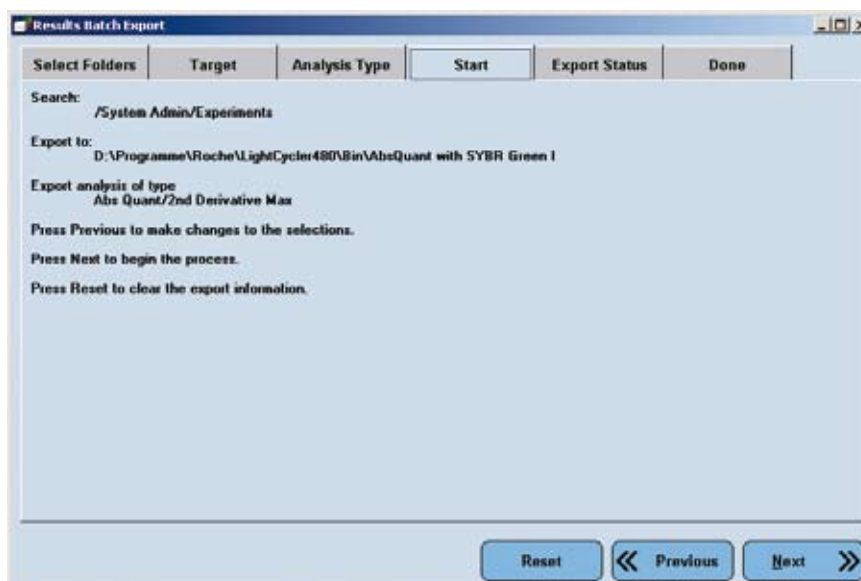 Results Batch Export
Select Folders
Target
Analysis Type
Start
Export Status
Done
Search:
/System Admin/Experiments
Export to:
D:\Programme\Roche\LightCycler480\Bin\AbsQuant with SYBR Green I
Export analysis of type
Abs Quant/2nd Derivative Max
Press Previous to make changes to the selections.
Press Next to begin the process.
Press Reset to clear the export information.
Reset
Previous
Next